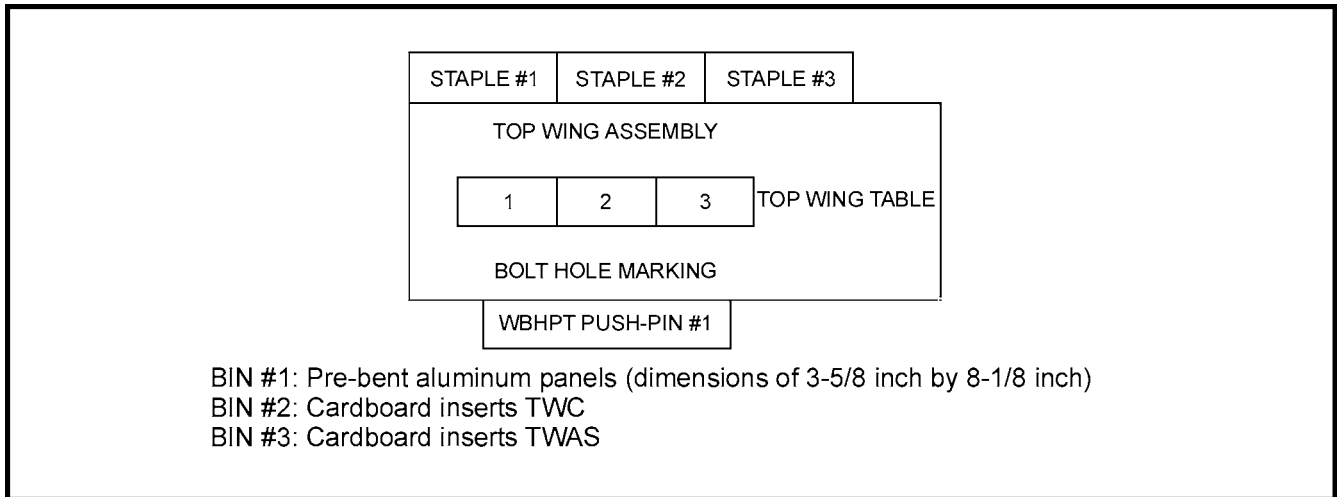 STAPLE #1 STAPLE #2 STAPLE #3
TOP WING ASSEMBLY
1 2 3 TOP WING TABLE
BOLT HOLE MARKING
WBHPT PUSH-PIN #1
BIN #1: Pre-bent aluminum panels (dimensions of 3-5/8 inch by 8-1/8 inch)
BIN #2: Cardboard inserts TWC
BIN #3: Cardboard inserts TWAS